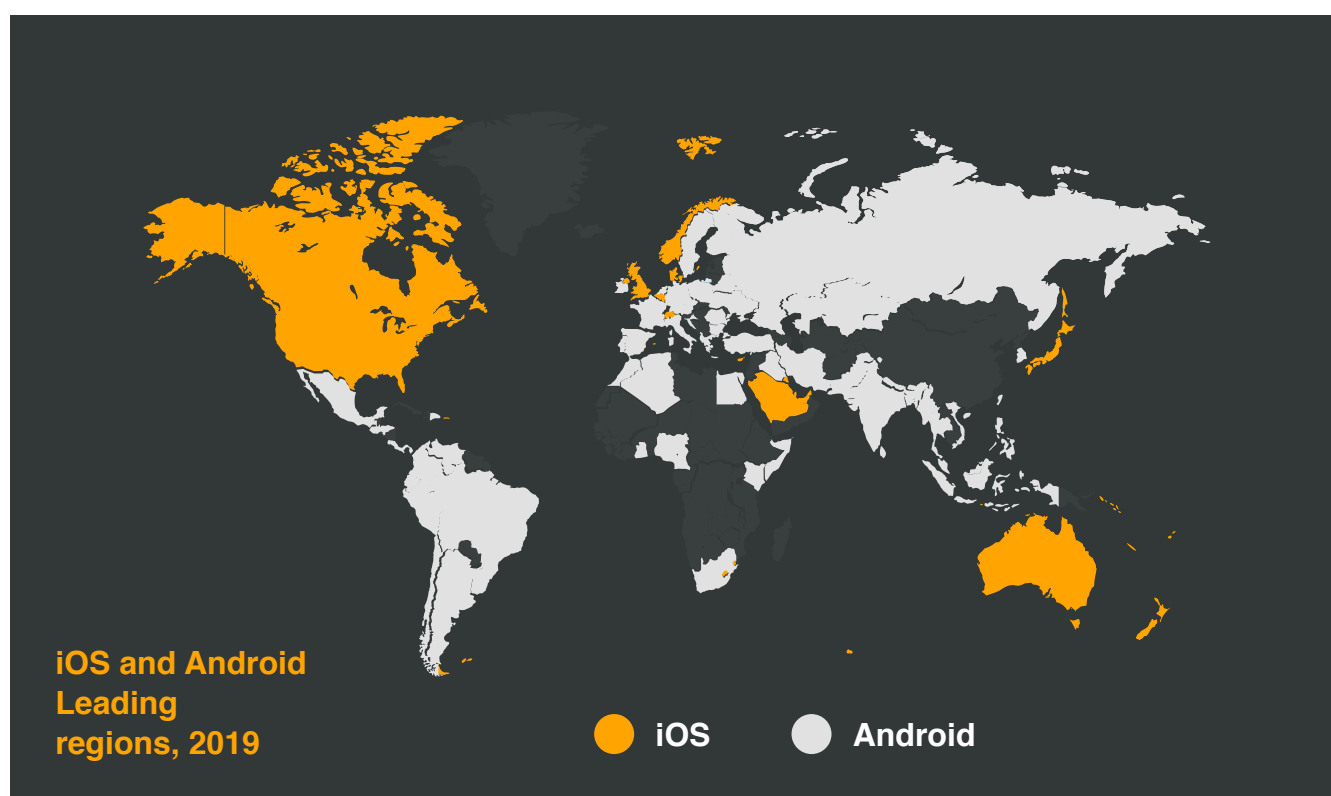 iOS and Android
Leading
regions, 2019
iOS
Android